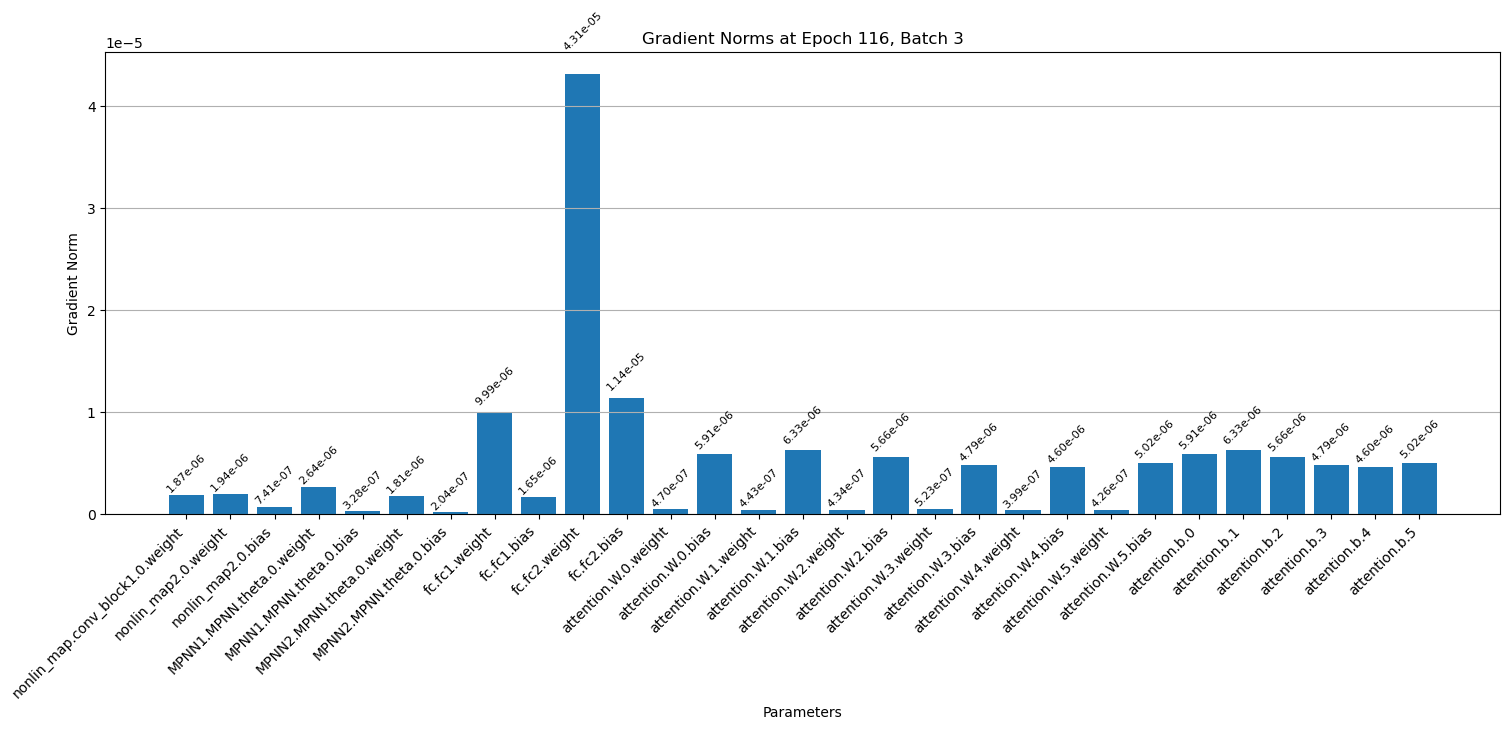 Gradient Norms at Epoch 116, Batch 3
1e−5
Gradient Norm
4
3
2
1
0
1.87e-06
1.94e-06
7.41e-07
2.64e-06
3.28e-07
1.81e-06
2.04e-07
9.99e-06
1.65e-06
4.31e-05
1.14e-05
4.70e-07
5.91e-06
4.43e-07
6.33e-06
4.34e-07
5.66e-06
5.23e-07
4.79e-06
3.99e-07
4.60e-06
4.26e-07
5.02e-06
5.91e-06
6.33e-06
5.66e-06
4.79e-06
4.60e-06
5.02e-06
nonlin_map.conv_block1.0.weight
nonlin_map2.0.weight
nonlin_map2.0.bias
MPNN1.MPNN.theta.0.weight
MPNN1.MPNN.theta.0.bias
MPNN2.MPNN.theta.0.weight
MPNN2.MPNN.theta.0.bias
fc.fc1.weight
fc.fc1.bias
fc.fc2.weight
fc.fc2.bias
attention.W.0.weight
attention.W.0.bias
attention.W.1.weight
attention.W.1.bias
attention.W.2.weight
attention.W.2.bias
attention.W.3.weight
attention.W.3.bias
attention.W.4.weight
attention.W.4.bias
attention.W.5.weight
attention.W.5.bias
attention.b.0
attention.b.1
attention.b.2
attention.b.3
attention.b.4
attention.b.5
Parameters